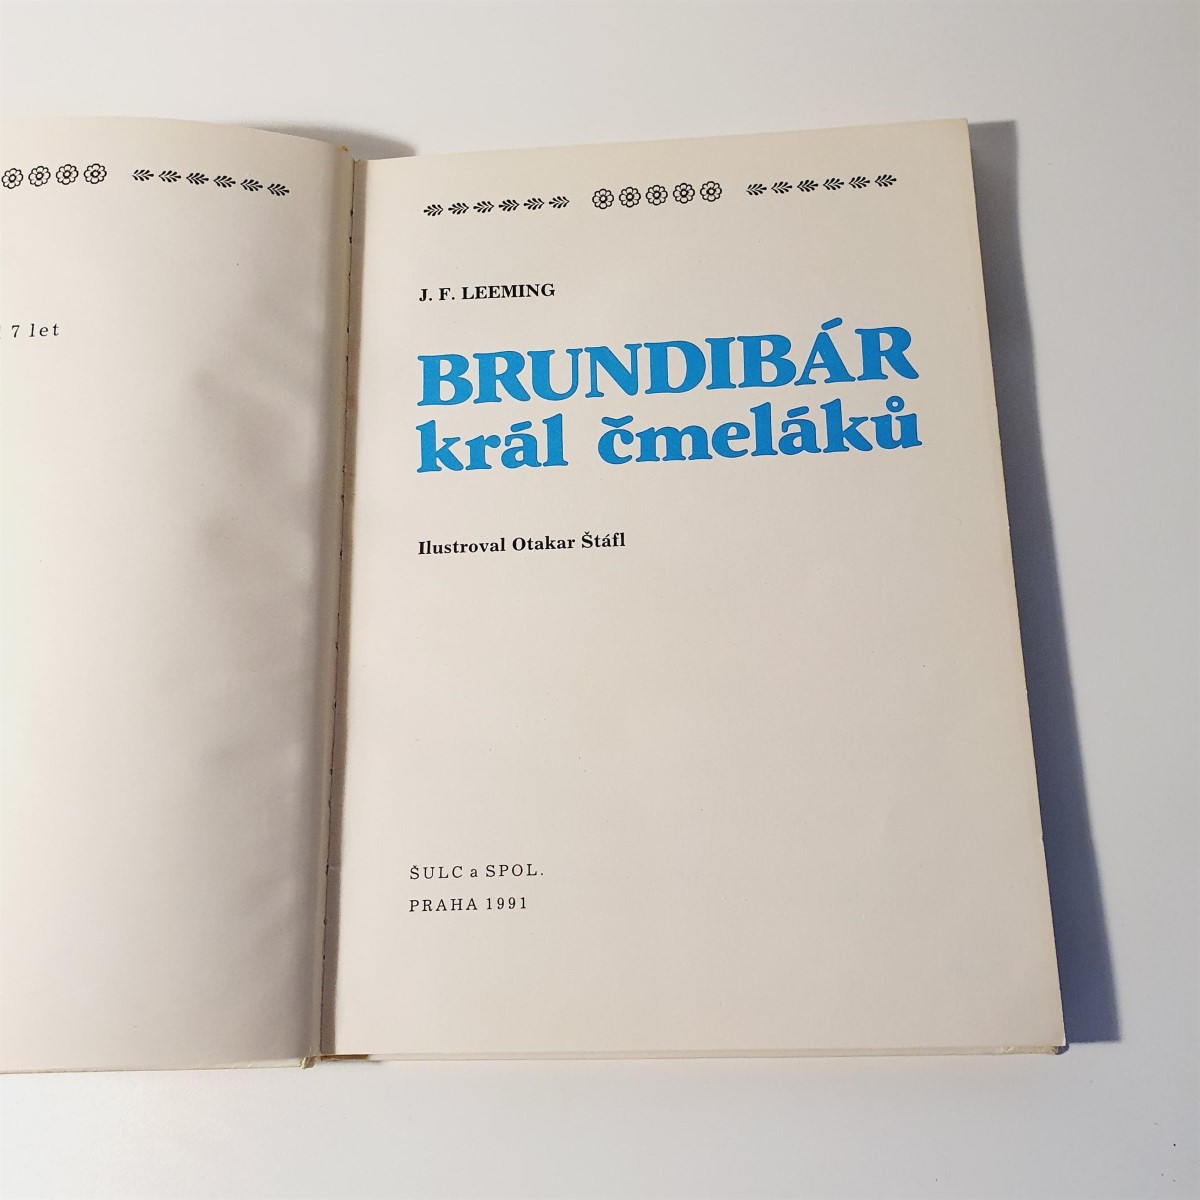 7 let
J. F. LEEMING
BRUNDIBÁR
král čmeláků
Ilustroval Otakar Štáfl
ŠULC a SPOL.
PRAHA 1991